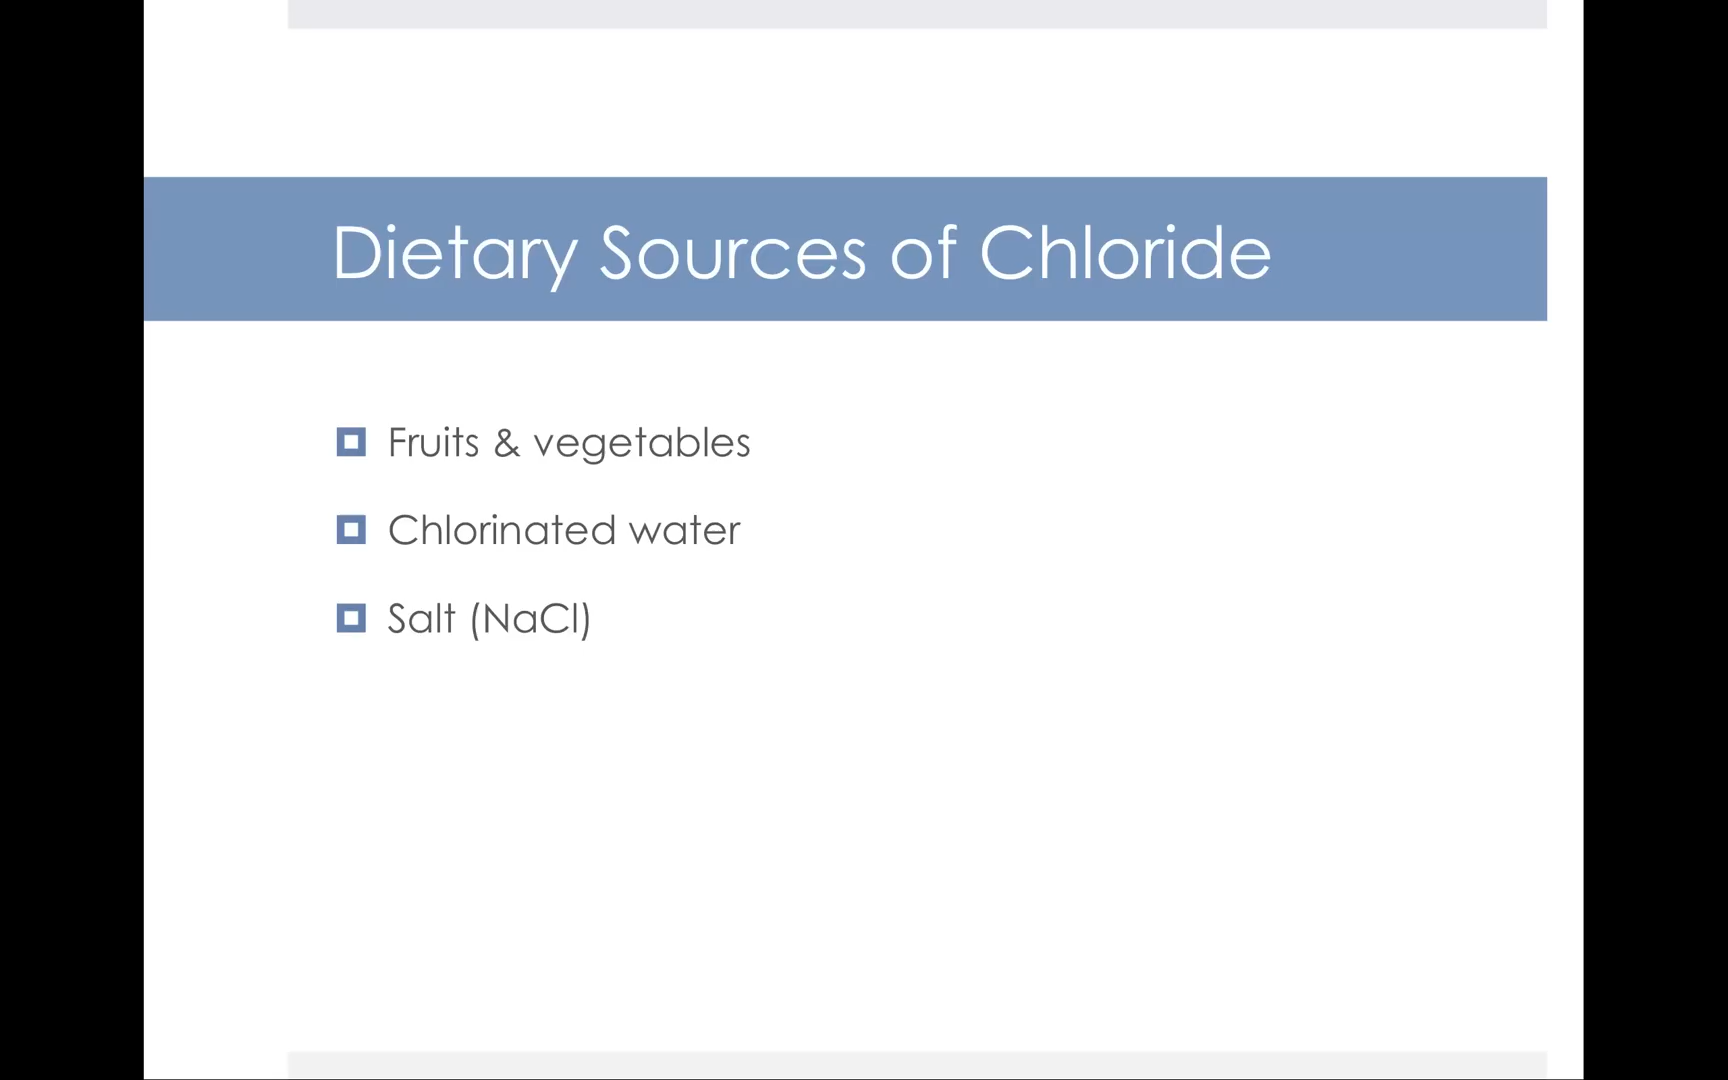 Dietary Sources of Chloride
Fruits & vegetables
Chlorinated water
Salt (NaCl)